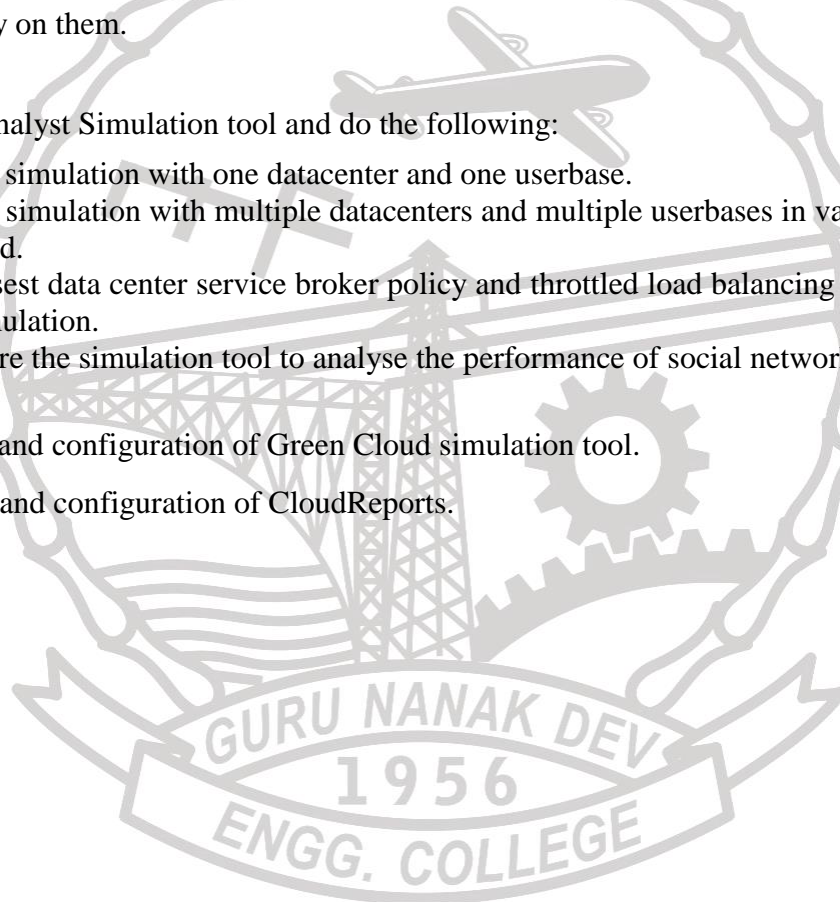 y on them.
nalyst Simulation tool and do the following:
simulation with one datacenter and one userbase.
simulation with multiple datacenters and multiple userbases in va
d.
sest data center service broker policy and throttled load balancing
nulation.
re the simulation tool to analyse the performance of social networ
and configuration of Green Cloud simulation tool.
and configuration of CloudReports.
GURU NANAK DEV
1956
ENGG. COLLEGE